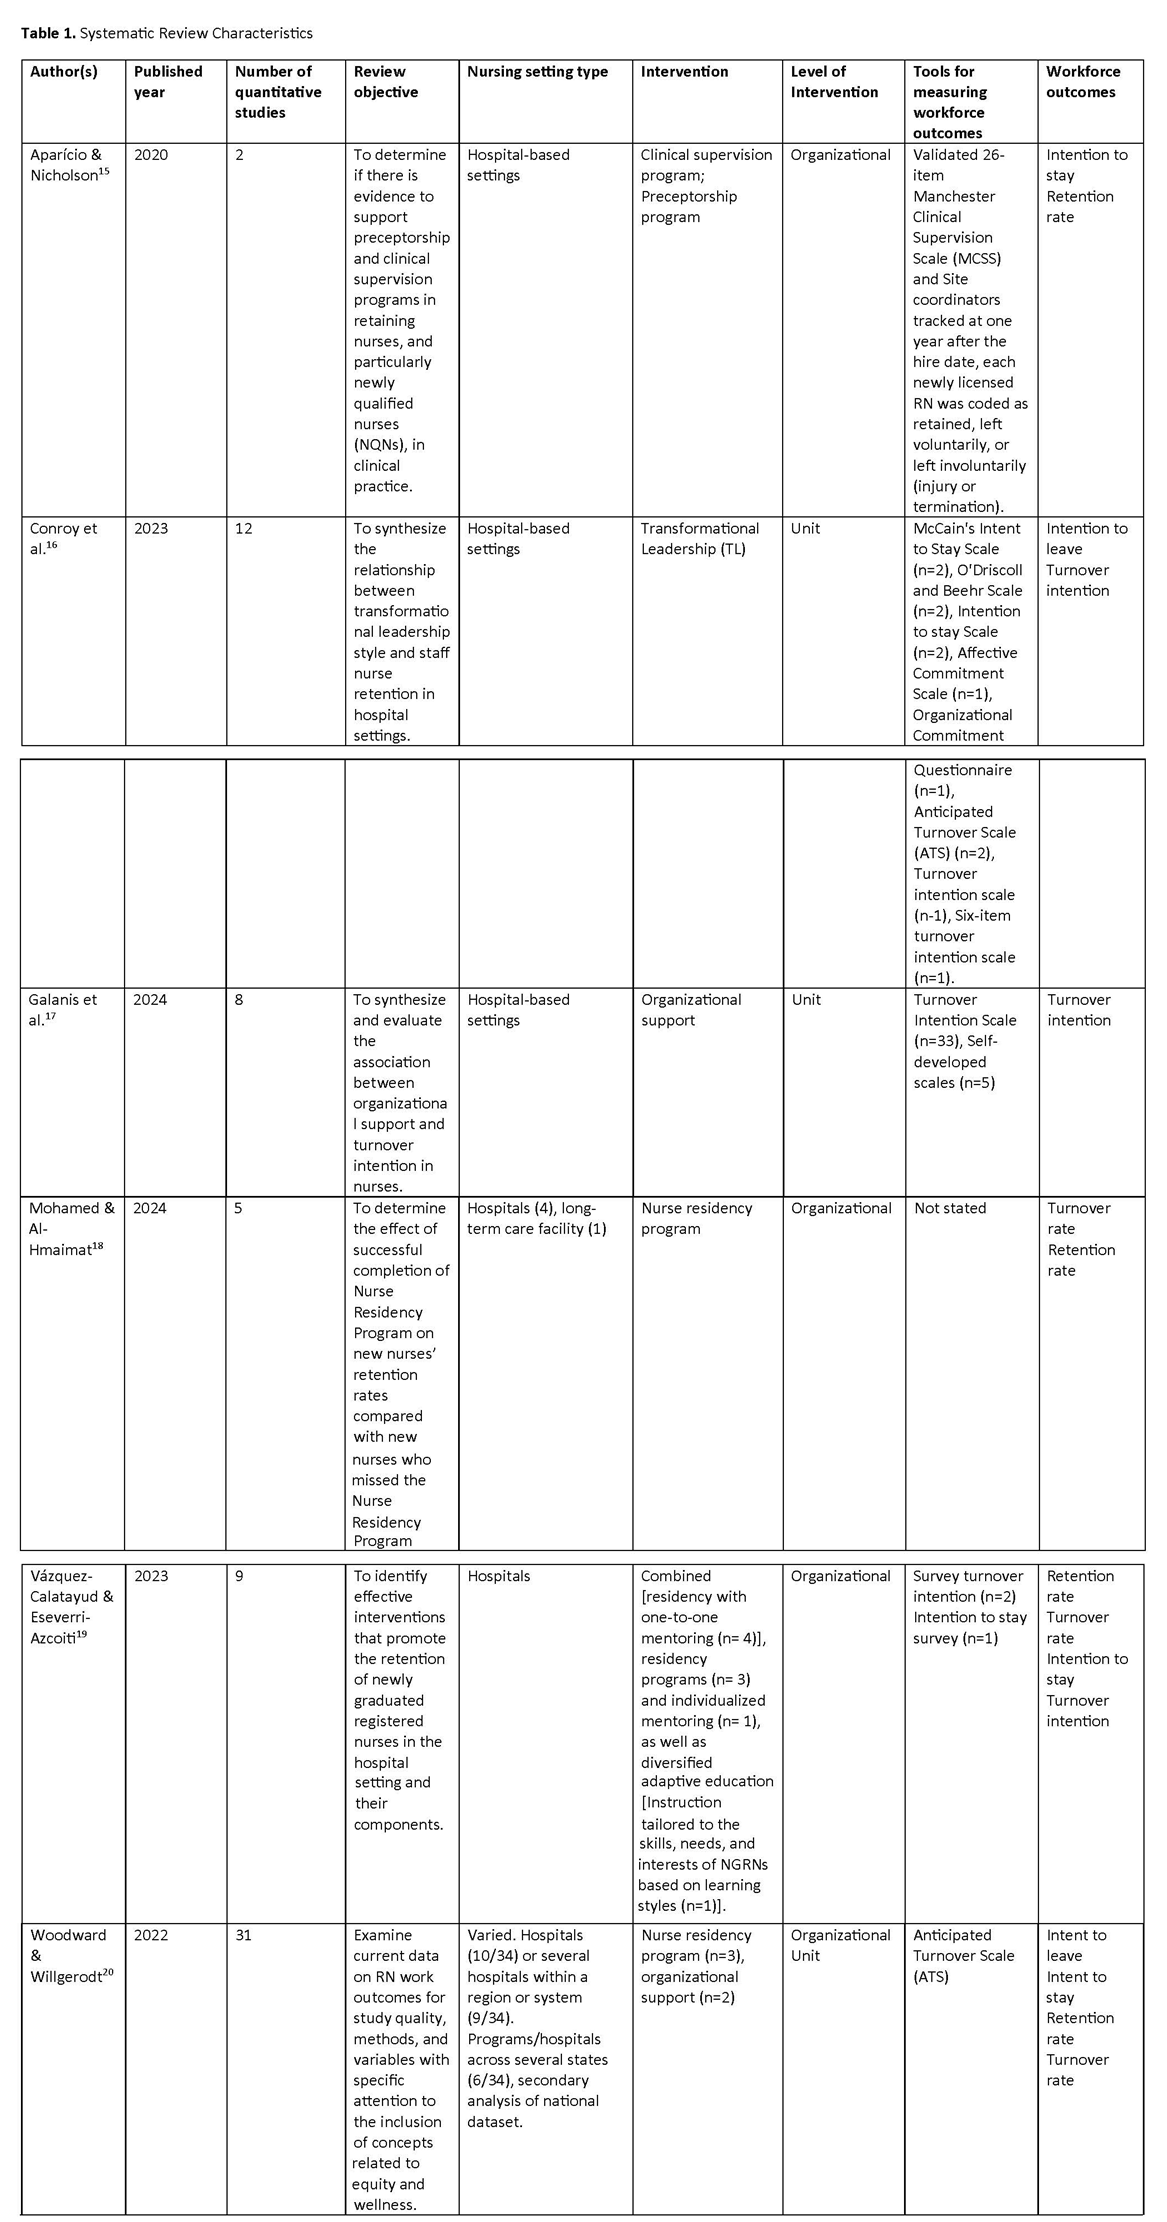 Table 1. Systematic Review Characteristics
Author(s)
Published
year
Number of
quantitative
studies
Review
objective
Nursing setting type
Intervention
Level of
Intervention
Tools for
measuring
workforce
outcomes
Workforce
outcomes
Aparício &
Nicholson¹⁵
2020
2
To determine
if there is
evidence to
support
preceptorship
and clinical
supervision
programs in
retaining
nurses, and
particularly
newly
qualified
nurses
(NQNs), in
clinical
practice.
Hospital-based
settings
Clinical supervision
program;
Preceptorship
program
Organizational
Validated 26-
item
Manchester
Clinical
Supervision
Scale (MCSS)
and Site
coordinators
tracked at one
year after the
hire date, each
newly licensed
RN was coded as
retained, left
voluntarily, or
left involuntarily
(injury or
termination).
Intention to
stay
Retention
rate
Conroy et
al.¹⁶
2023
12
To synthesize
the
relationship
between
transformatio
nal leadership
style and staff
nurse
retention in
hospital
settings.
Hospital-based
settings
Transformational
Leadership (TL)
Unit
McCain's Intent
to Stay Scale
(n=2), O'Driscoll
and Beehr Scale
(n=2), Intention
to stay Scale
(n=2), Affective
Commitment
Scale (n=1),
Organizational
Commitment
Intention to
leave
Turnover
intention
Questionnaire
(n=1),
Anticipated
Turnover Scale
(ATS) (n=2),
Turnover
intention scale
(n-1), Six-item
turnover
intention scale
(n=1).
Galanis et
al.¹⁷
2024
8
To synthesize
and evaluate
the
association
between
organizationa
l support and
turnover
intention in
nurses.
Hospital-based
settings
Organizational
support
Unit
Turnover
Intention Scale
(n=33), Self-
developed
scales (n=5)
Turnover
intention
Mohamed &
Al-
Hmaimat¹⁸
2024
5
To determine
the effect of
successful
completion of
Nurse
Residency
Program on
new nurses’
retention
rates
compared
with new
nurses who
missed the
Nurse
Residency
Program
Hospitals (4), long-
term care facility (1)
Nurse residency
program
Organizational
Not stated
Turnover
rate
Retention
rate
Vázquez-
Calatayud &
Eseverri-
Azcoiti¹⁹
2023
9
To identify
effective
interventions
that promote
the retention
of newly
graduated
registered
nurses in the
hospital
setting and
their
components.
Hospitals
Combined
[residency with
one-to-one
mentoring (n= 4)],
residency
programs (n= 3)
and individualized
mentoring (n= 1),
as well as
diversified
adaptive education
[Instruction
tailored to the
skills, needs, and
interests of NGRNs
based on learning
styles (n=1)].
Organizational
Survey turnover
intention (n=2)
Intention to stay
survey (n=1)
Retention
rate
Turnover
rate
Intention to
stay
Turnover
intention
Woodward
&
Willgerodt²⁰
2022
31
Examine
current data
on RN work
outcomes for
study quality,
methods, and
variables with
specific
attention to
the inclusion
of concepts
related to
equity and
wellness.
Varied. Hospitals
(10/34) or several
hospitals within a
region or system
(9/34).
Programs/hospitals
across several states
(6/34), secondary
analysis of national
dataset.
Nurse residency
program (n=3),
organizational
support (n=2)
Organizational
Unit
Anticipated
Turnover Scale
(ATS)
Intent to
leave
Intent to
stay
Retention
rate
Turnover
rate